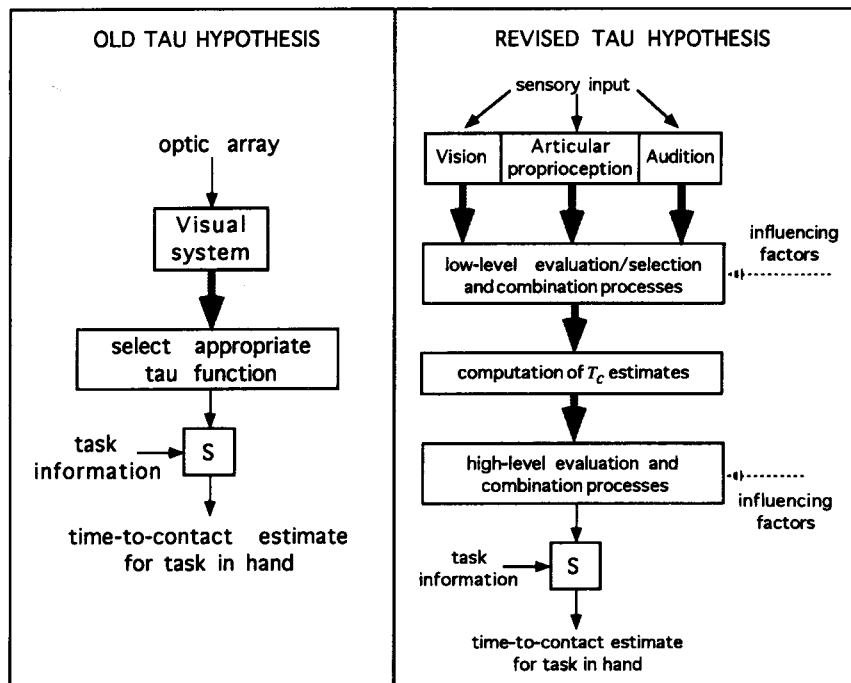 OLD TAU HYPOTHESIS
optic array
Visual
system
select appropriate
tau function
task
information
S
time-to-contact estimate
for task in hand
REVISED TAU HYPOTHESIS
sensory input
Vision
Articular
proprioception
Audition
influencing
factors
low-level evaluation/selection
and combination processes
computation of Tc estimates
high-level evaluation and
combination processes
influencing
factors
task
information
S
time-to-contact estimate
for task in hand